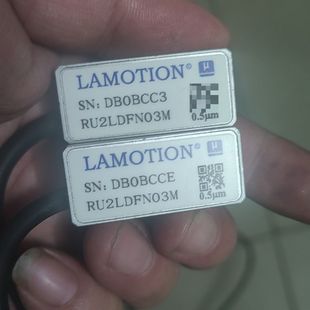 LAMOTION®
μ
SN: DB0BCC3
RU2LDFN03M
0.5μm
LAMOTION®
μ
SN: DB0BCCE
RU2LDFN03M
0.5μm